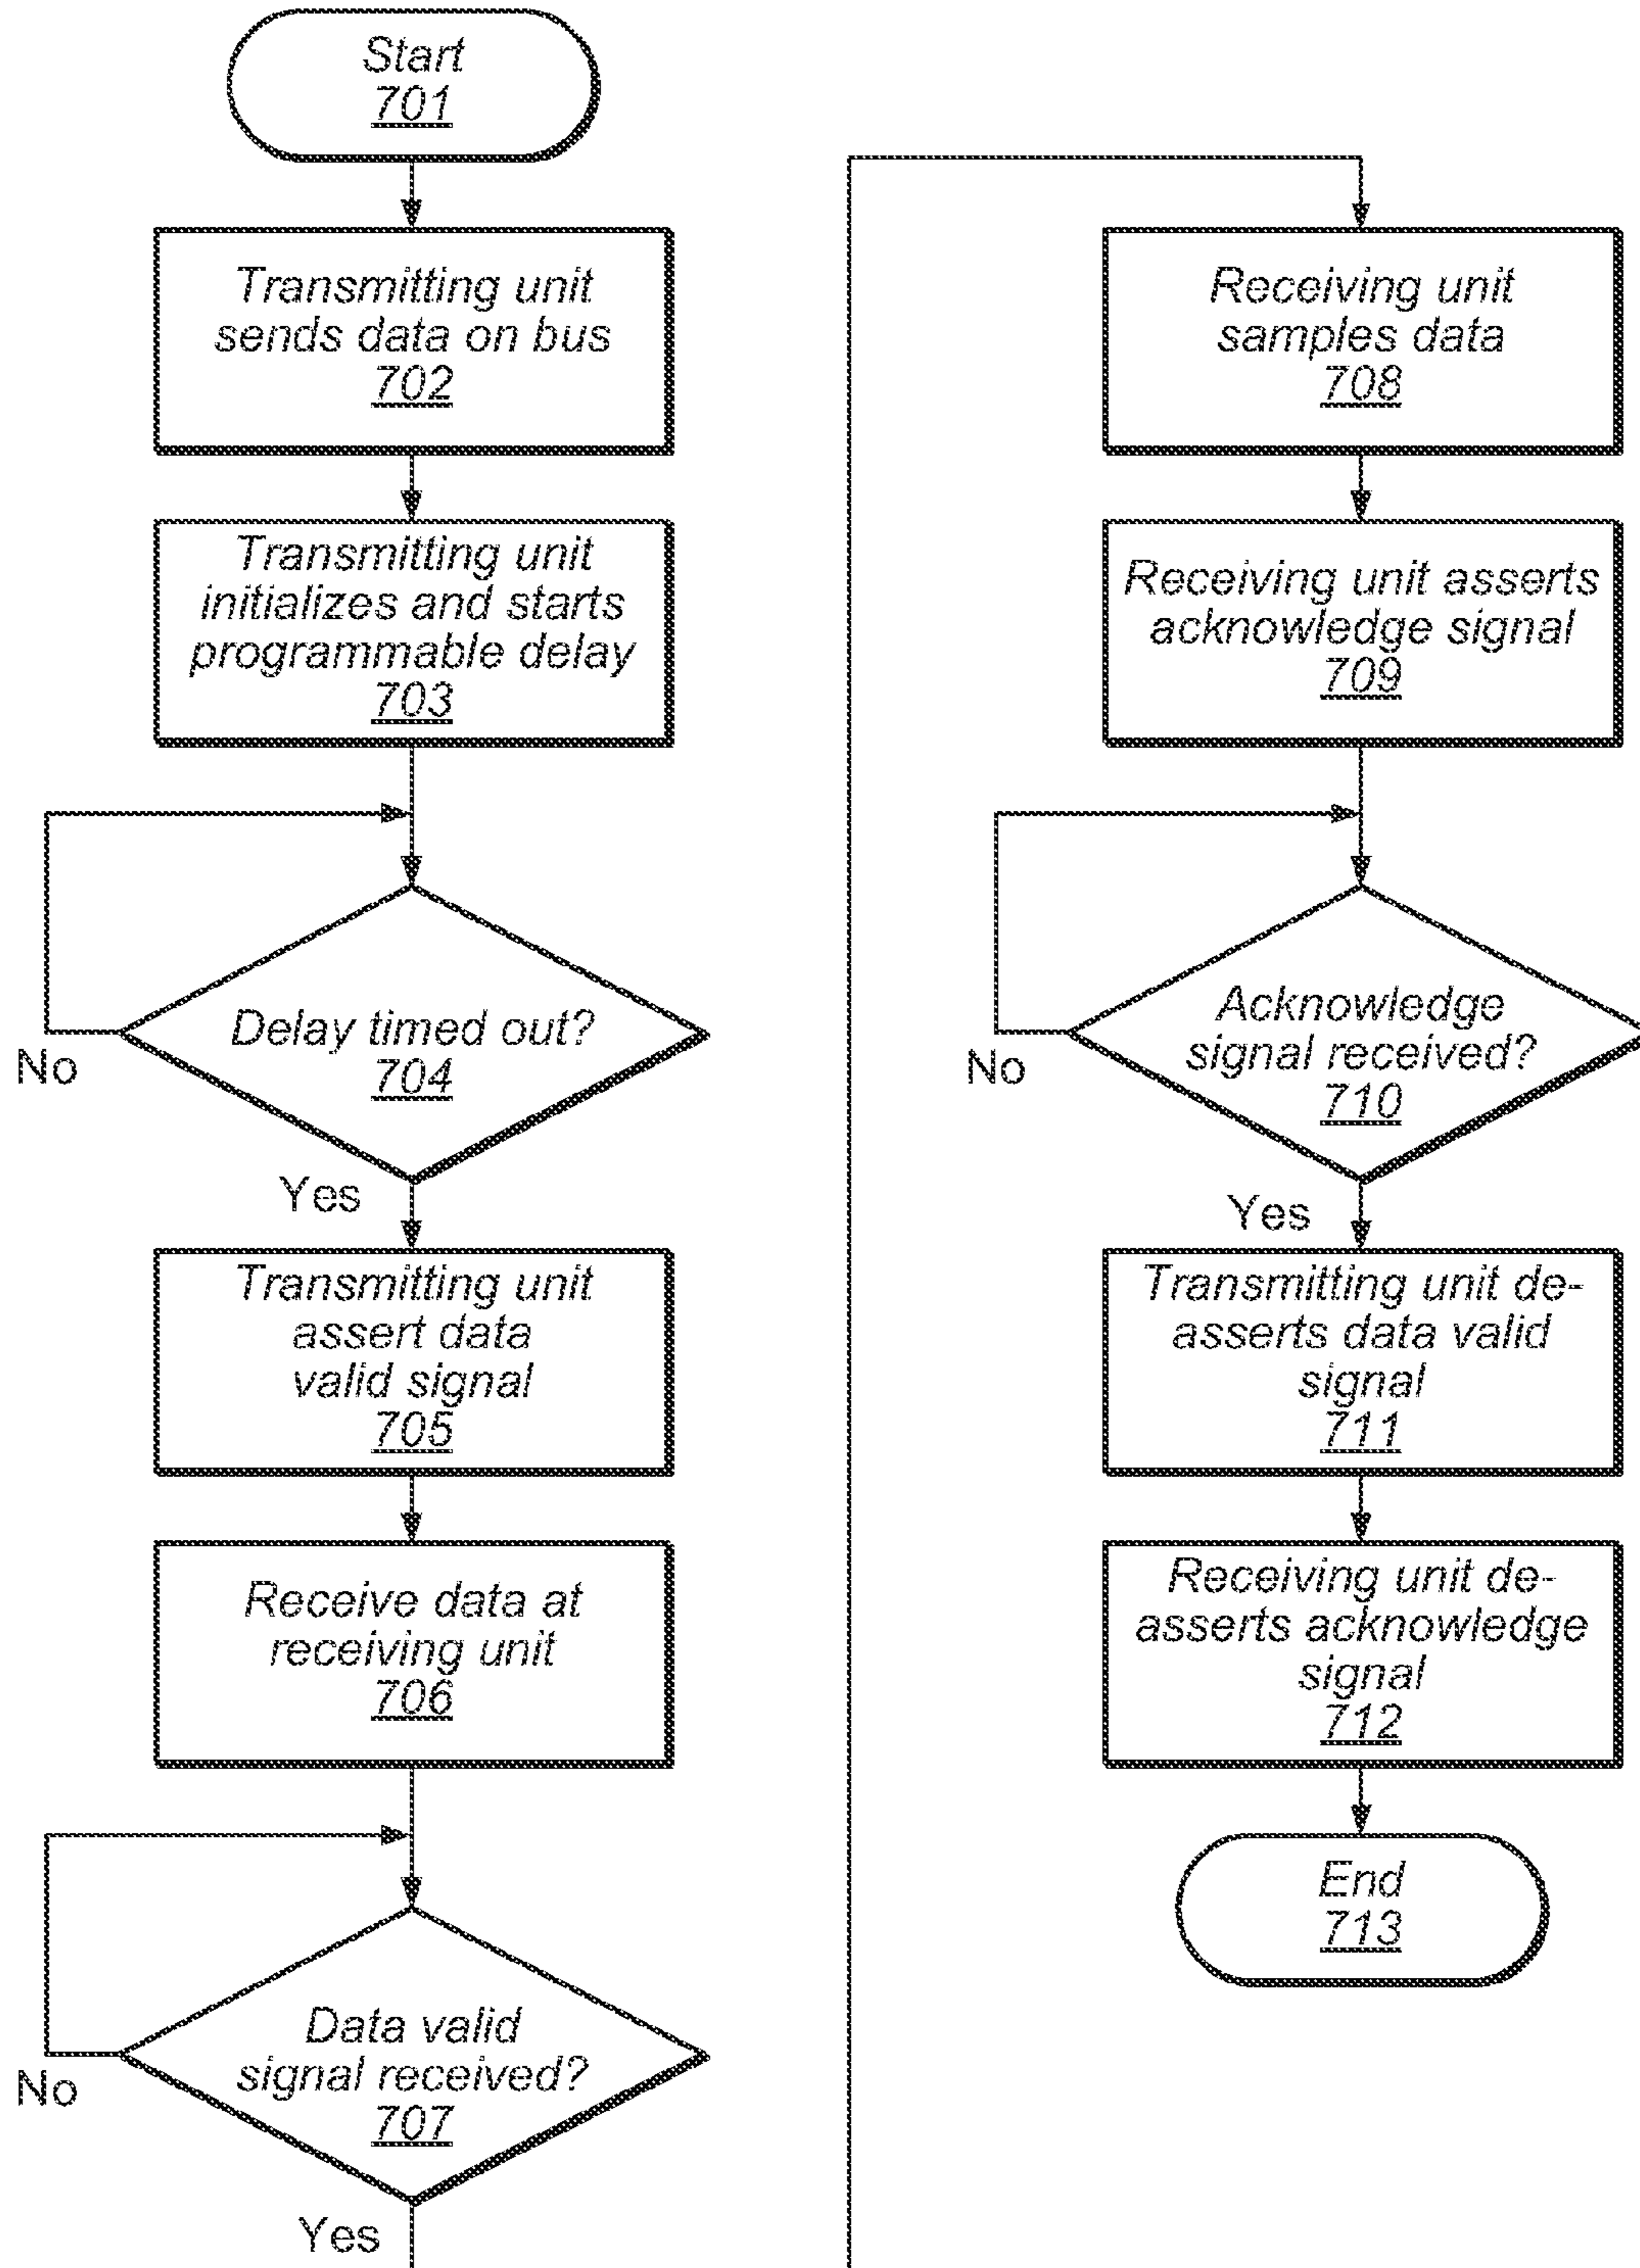 Start
701
Transmitting unit
sends data on bus
702
Transmitting unit
initializes and starts
programmable delay
703
Delay timed out?
704
No
Yes
Transmitting unit
assert data
valid signal
705
Receive data at
receiving unit
706
Data valid
signal received?
707
No
Yes
Receiving unit
samples data
708
Receiving unit asserts
acknowledge signal
709
Acknowledge
signal received?
710
No
Yes
Transmitting unit de-
asserts data valid
signal
711
Receiving unit de-
asserts acknowledge
signal
712
End
713